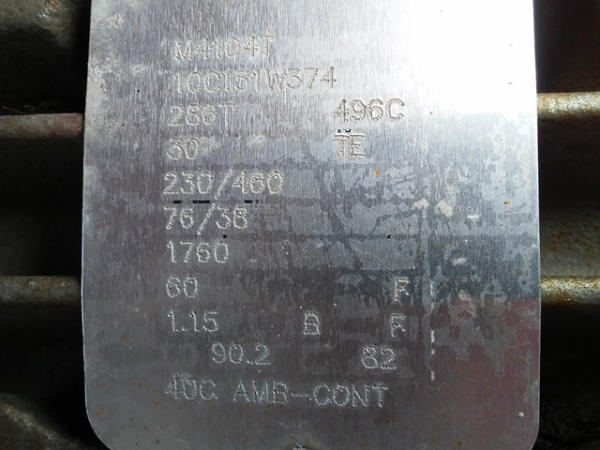 M4104T
10C161W374
286T 496C
30 TE
230/460
76/38
1760
60 F
1.15 B F
90.2 82
40C AMB-CONT